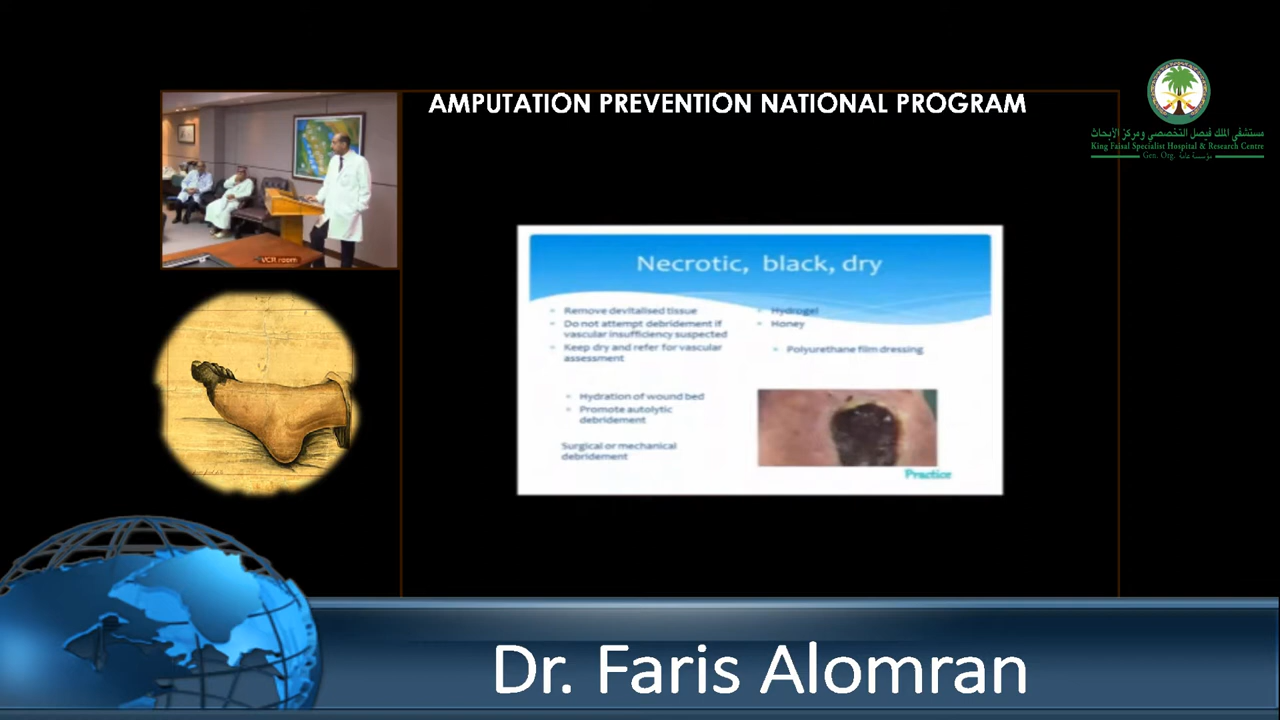 AMPUTATION PREVENTION NATIONAL PROGRAM
مستشفى الملك فيصل التخصصي ومركز الأبحاث
King Faisal Specialist Hospital & Research Centre
Gen. Org. مؤسسة عامة
VCR room
Necrotic, black, dry
Remove devitalised tissue
Do not attempt debridement if
vascular insufficiency suspected
Keep dry and refer for vascular
assessment
Hydration of wound bed
Promote autolytic
debridement
Surgical or mechanical
debridement
Hydrogel
Honey
Polyurethane film dressing
Practice
Dr. Faris Alomran